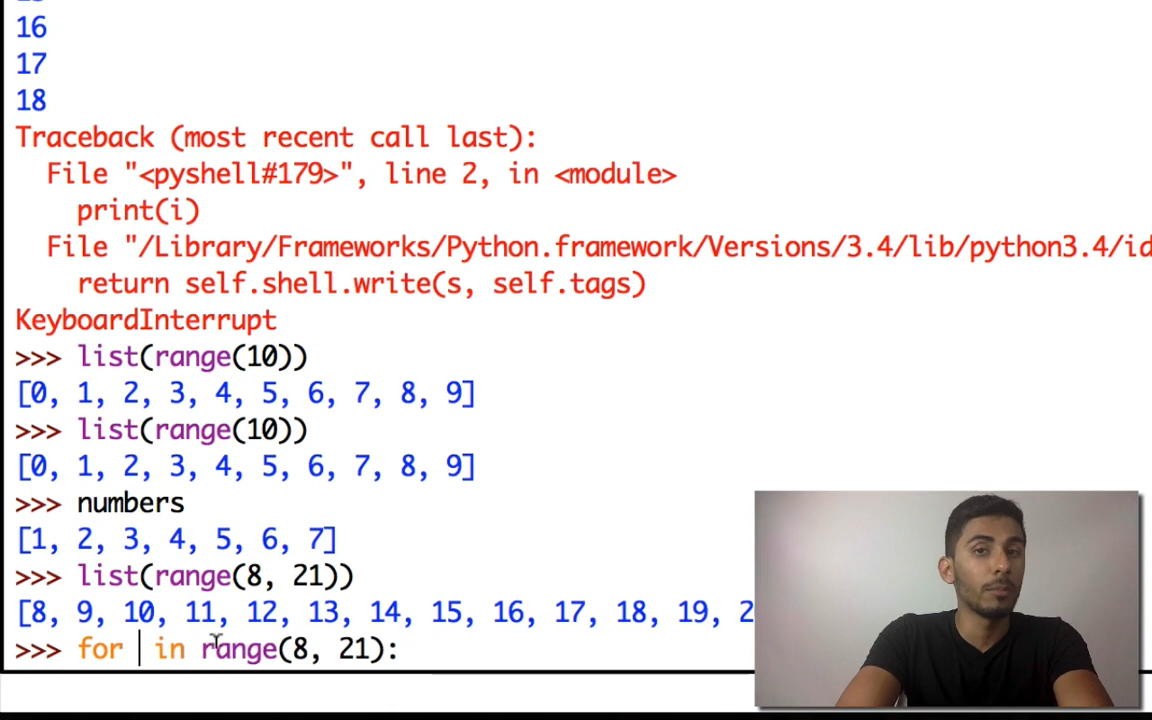 16
17
18
Traceback (most recent call last):
File "<pyshell#179>", line 2, in <module>
print(i)
File "/Library/Frameworks/Python.framework/Versions/3.4/lib/python3.4/id
return self.shell.write(s, self.tags)
KeyboardInterrupt
>>> list(range(10))
[0, 1, 2, 3, 4, 5, 6, 7, 8, 9]
>>> list(range(10))
[0, 1, 2, 3, 4, 5, 6, 7, 8, 9]
>>> numbers
[1, 2, 3, 4, 5, 6, 7]
>>> list(range(8, 21))
[8, 9, 10, 11, 12, 13, 14, 15, 16, 17, 18, 19, 2
>>> for in range(8, 21):